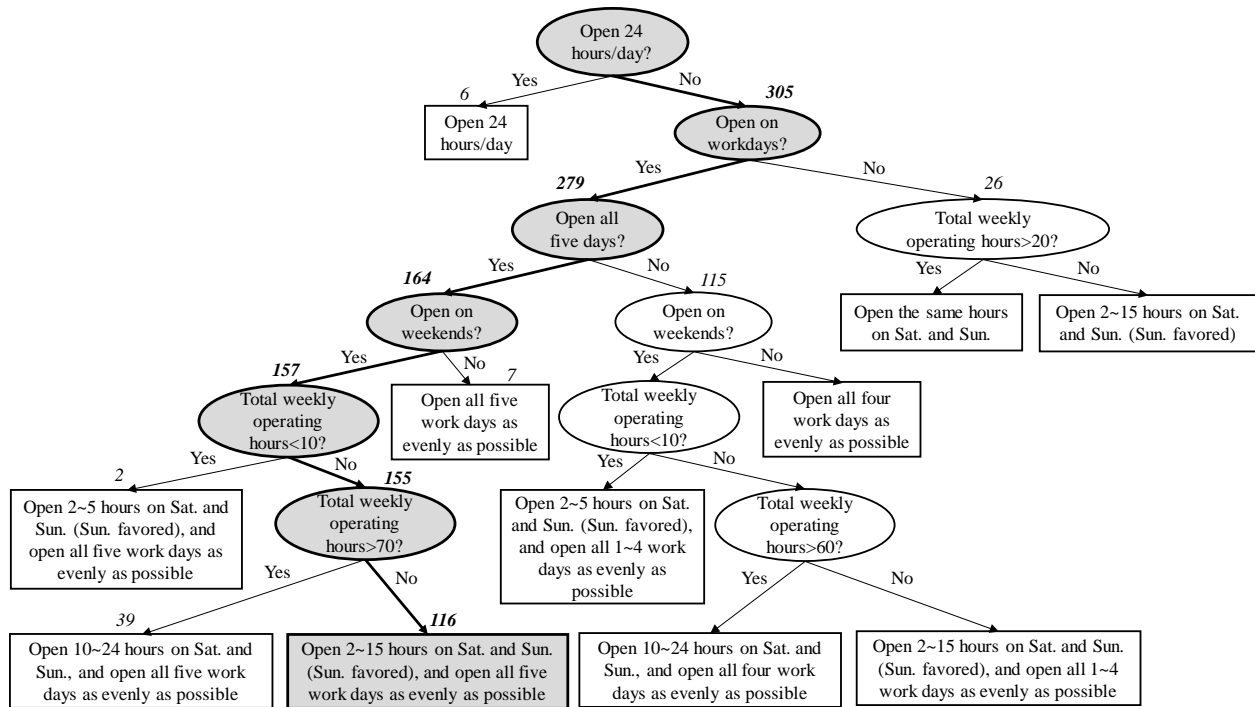 Open 24
hours/day?
Yes
No
6
305
Open 24
hours/day
Open on
workdays?
Yes
No
279
26
Open all
five days?
Total weekly
operating hours>20?
Yes
No
Yes
No
164
115
Open on
weekends?
Open on
weekends?
Open the same hours
on Sat. and Sun.
Open 2~15 hours on Sat.
and Sun. (Sun. favored)
Yes
No
Yes
No
157
7
Total weekly
operating
hours<10?
Open all five
work days as
evenly as possible
Total weekly
operating
hours<10?
Open all four
work days as
evenly as possible
Yes
No
Yes
No
2
155
Open 2~5 hours on Sat. and
Sun. (Sun. favored), and
open all five work days as
evenly as possible
Total weekly
operating
hours>70?
Open 2~5 hours on Sat.
and Sun. (Sun. favored),
and open all 1~4 work
days as evenly as
possible
Total weekly
operating
hours>60?
Yes
No
Yes
No
39
116
Open 10~24 hours on Sat. and
Sun., and open all five work
days as evenly as possible
Open 2~15 hours on Sat. and Sun.
(Sun. favored), and open all five
work days as evenly as possible
Open 10~24 hours on Sat. and
Sun., and open all four work
days as evenly as possible
Open 2~15 hours on Sat. and Sun.
(Sun. favored), and open all 1~4
work days as evenly as possible